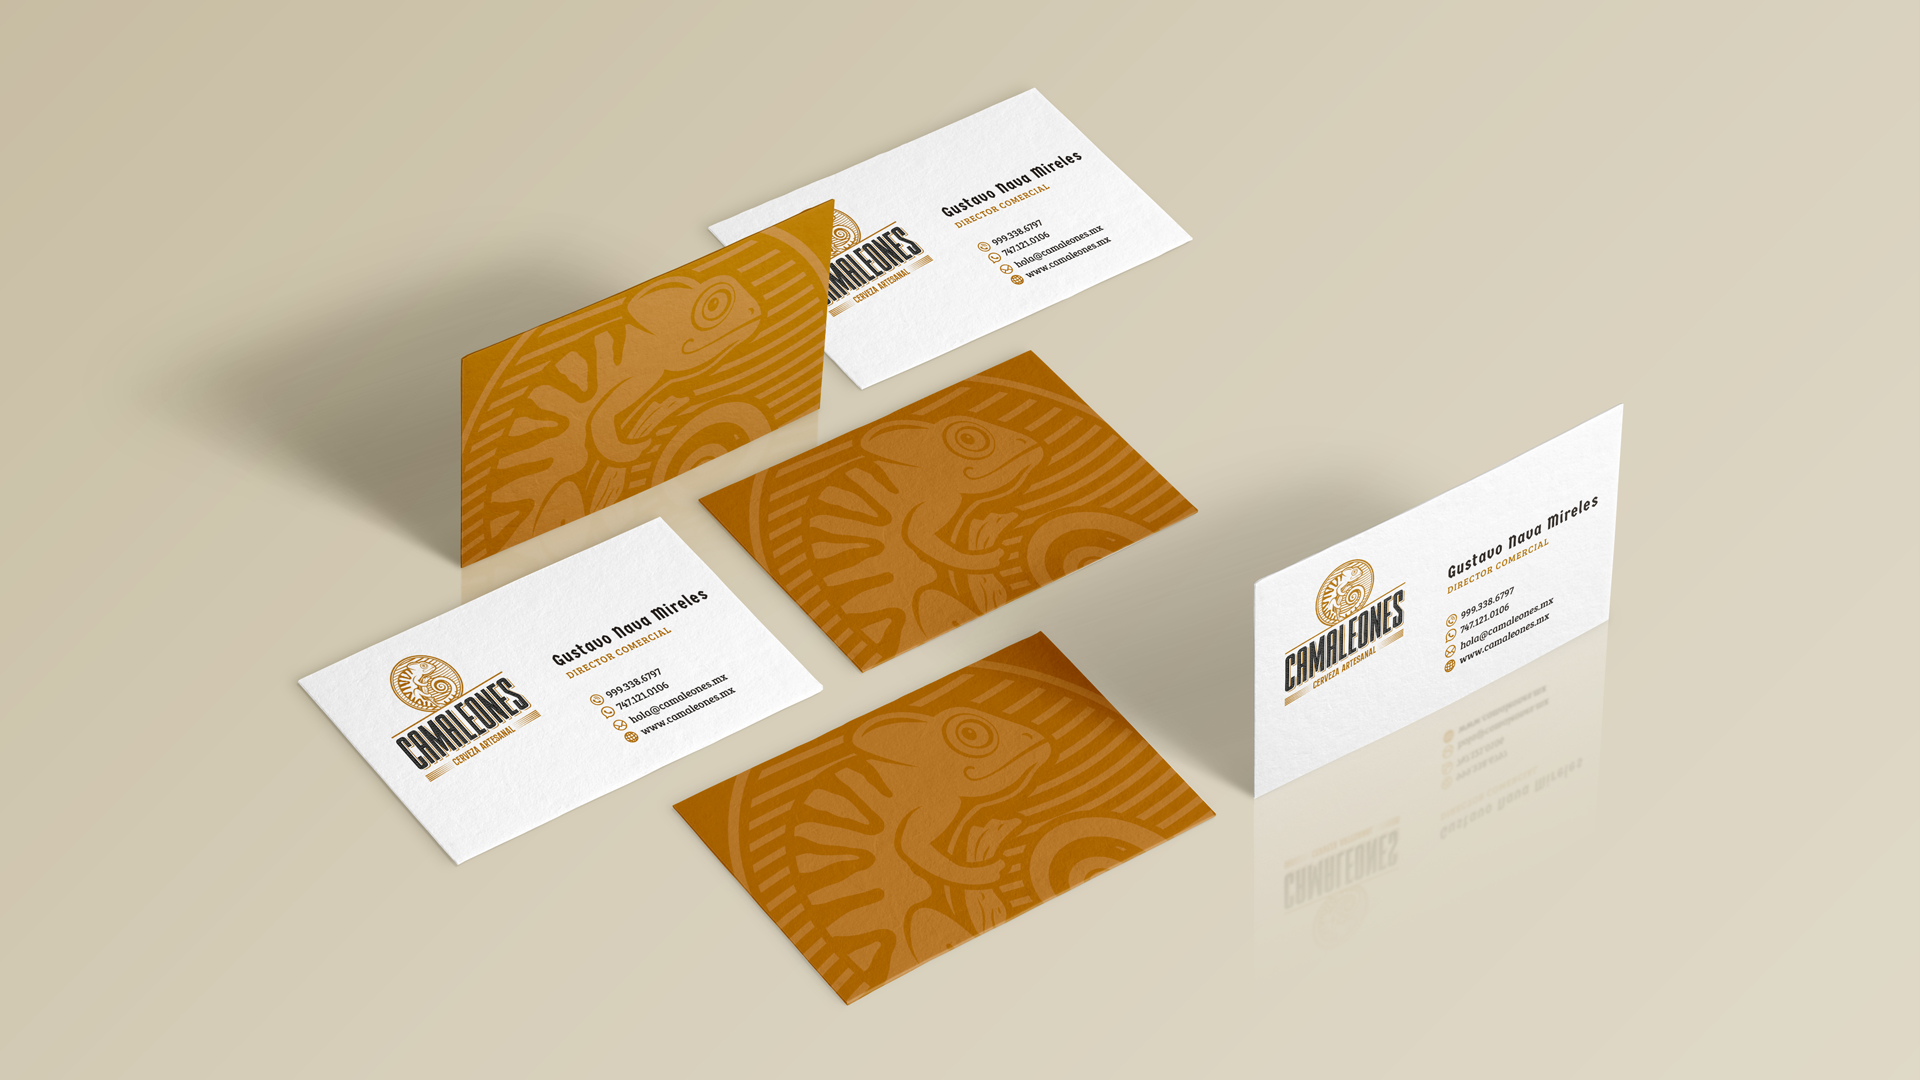 Gustavo Nava Mireles
DIRECTOR COMERCIAL
999.338.6797
747.121.0106
hola@camaleones.mx
www.camaleones.mx
CERVEZA ARTESANAL
CAMALEONES
CERVEZA ARTESANAL
Gustavo Nava Mireles
DIRECTOR COMERCIAL
999.338.6797
747.121.0106
hola@camaleones.mx
www.camaleones.mx
CAMALEONES
CERVEZA ARTESANAL
Gustavo Nava Mireles
DIRECTOR COMERCIAL
999.338.6797
747.121.0106
hola@camaleones.mx
www.camaleones.mx